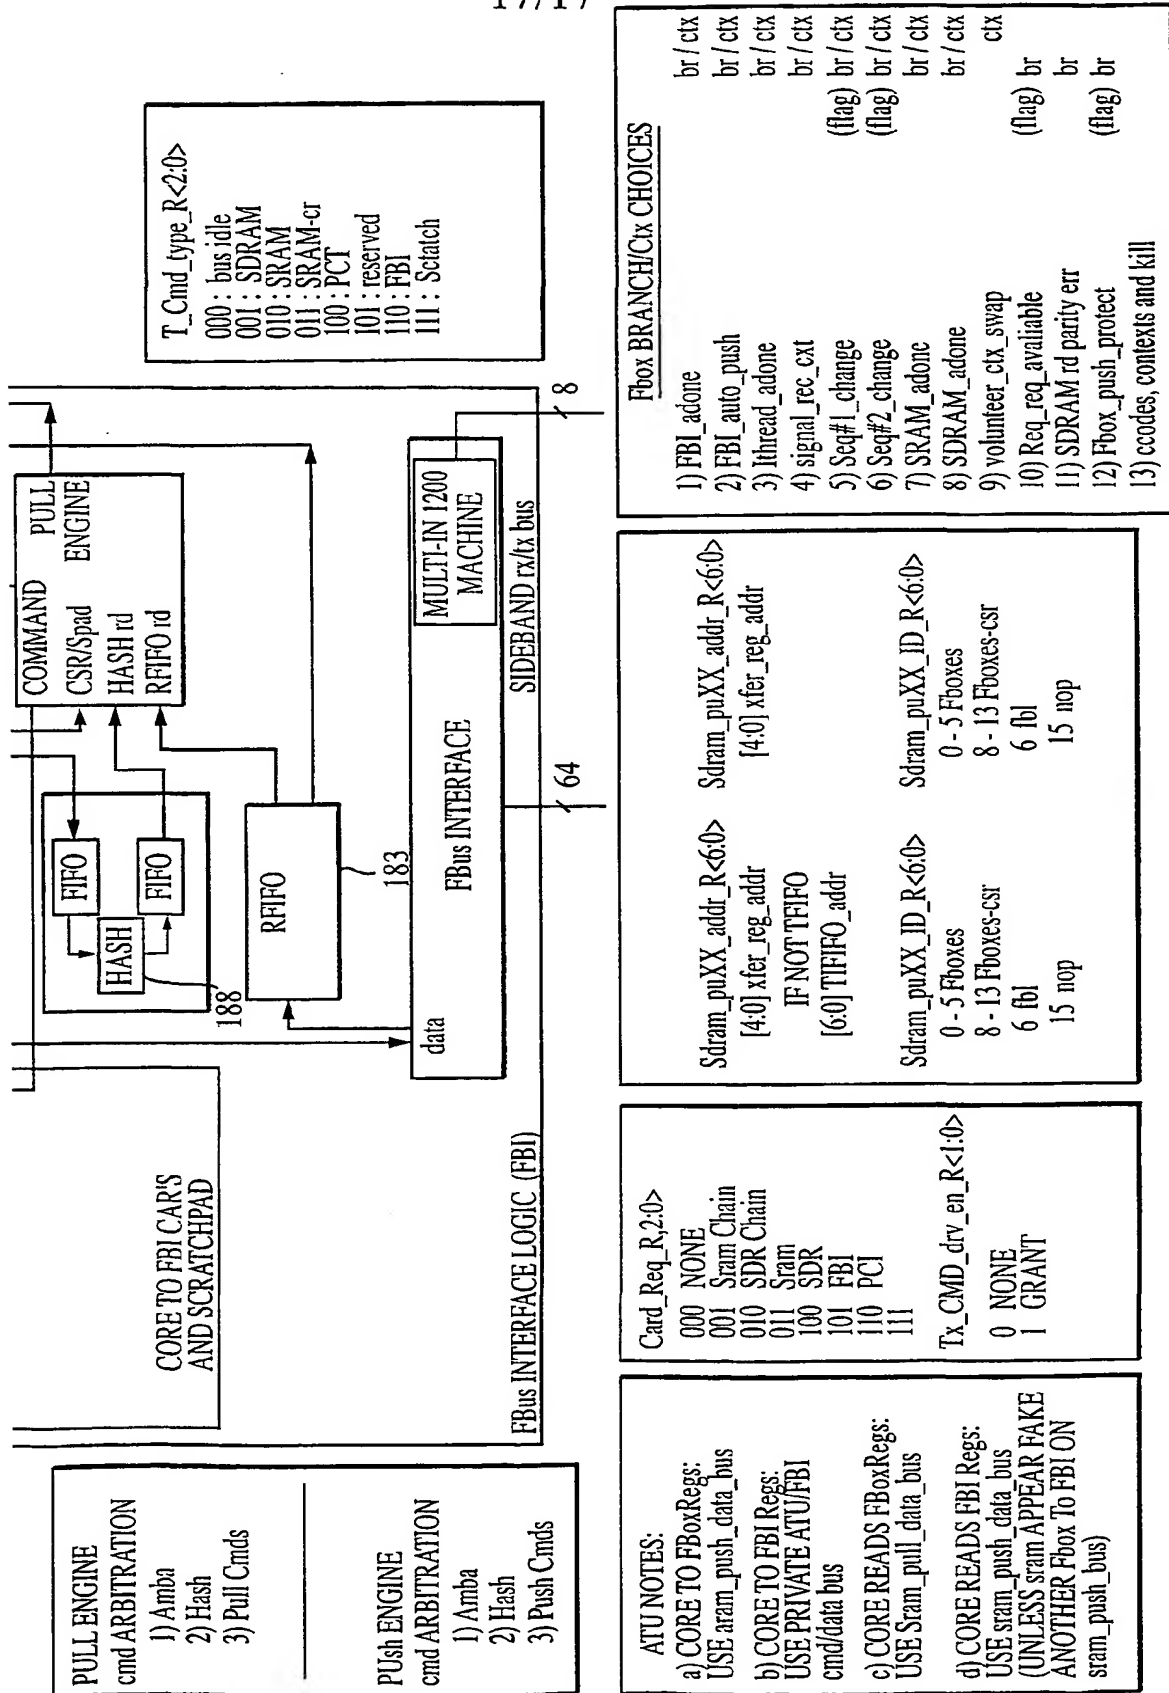 17/17
PULL ENGINE
cmd ARBITRATION
1) Amba
2) Hash
3) Pull Cmds
PUsh ENGINE
cmd ARBITRATION
1) Amba
2) Hash
3) Push Cmds
CORE TO FBI CAR'S
AND SCRATCHPAD
FIFO
HASH
FIFO
188
COMMAND
PULL
ENGINE
CSR/Spad
HASH rd
RFIFO rd
RFIFO
183
data
FBus INTERFACE
MULTI-IN 1200
MACHINE
FBus INTERFACE LOGIC (FBI)
64
SIDEBAND rx/tx bus
8
T_Cmd_type_R<2:0>
000 : bus idle
001 : SDRAM
010 : SRAM
011 : SRAM-cr
100 : PCT
101 : reserved
110 : FBI
111 : Sctatch
ATU NOTES:
a) CORE TO FBoxRegs:
USE aram_push_data_bus
b) CORE TO FBI Regs:
USE PRIVATE ATU/FBI
cmd/data bus
c) CORE READS FBoxRegs:
USE Sram_pull_data_bus
d) CORE READS FBI Regs:
USE sram_push_data_bus
(UNLESS sram APPEAR FAKE
ANOTHER Fbox To FBI ON
sram_push_bus)
Card_Req_R,2:0>
000 NONE
001 Sram Chain
010 SDR Chain
011 Sram
100 SDR
101 FBI
110 PCI
111
Tx_CMD_drv_en_R<1:0>
0 NONE
1 GRANT
Sdram_puXX_addr_R<6:0>
[4:0] xfer_reg_addr
IF NOT TFIFO
[6:0] TIFIFO_addr
Sdram_puXX_ID_R<6:0>
0 - 5 Fboxes
8 - 13 Fboxes-csr
6 fbl
15 nop
Sdram_puXX_addr_R<6:0>
[4:0] xfer_reg_addr
Sdram_puXX_ID_R<6:0>
0 - 5 Fboxes
8 - 13 Fboxes-csr
6 fbl
15 nop
Fbox BRANCH/Ctx CHOICES
1) FBI_adone br / ctx
2) FBI_auto_push br / ctx
3) Ithread_adone br / ctx
4) signal_rec_cxt br / ctx
5) Seq#1_change (flag) br / ctx
6) Seq#2_change (flag) br / ctx
7) SRAM_adone br / ctx
8) SDRAM_adone br / ctx
9) volunteer_ctx_swap ctx
10) Req_req_avaliable (flag) br
11) SDRAM rd parity err br
12) Fbox_push_protect (flag) br
13) ccodes, contexts and kill